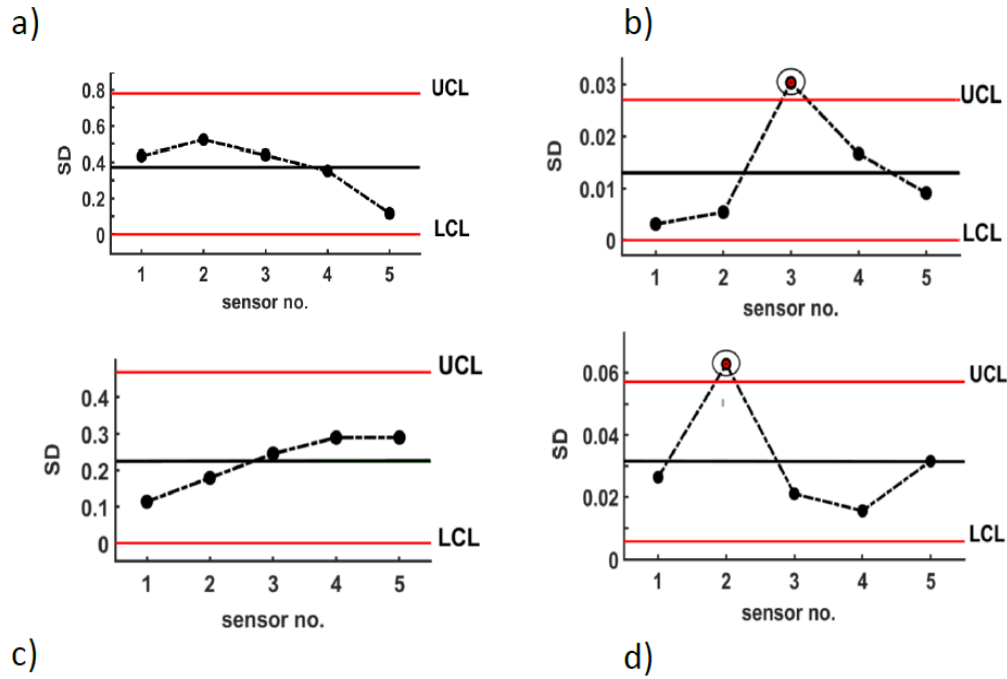 a)
0.8
0.6
0.4
0.2
0
SD
UCL
LCL
1 2 3 4 5
sensor no.
b)
0.03
0.02
0.01
0
SD
UCL
LCL
1 2 3 4 5
sensor no.
0.4
0.3
0.2
0.1
0
SD
UCL
LCL
1 2 3 4 5
sensor no.
c)
0.06
0.04
0.02
0
SD
UCL
LCL
1 2 3 4 5
sensor no.
d)